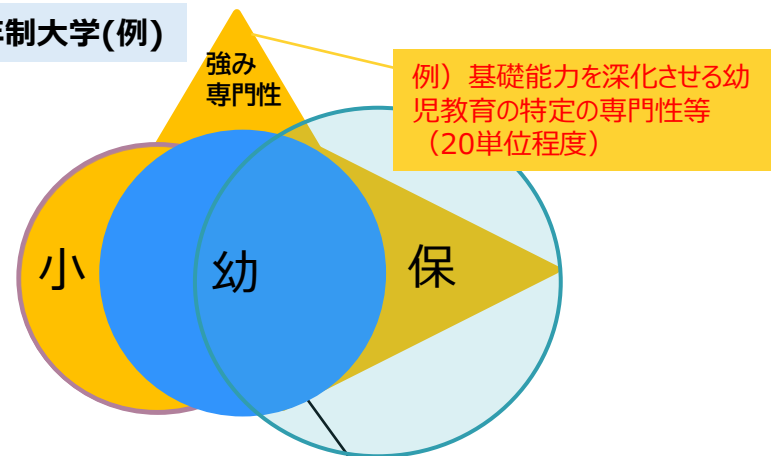 年制大学(例)
強み
専門性
例）基礎能力を深化させる幼
児教育の特定の専門性等
（20単位程度）
小
幼
保